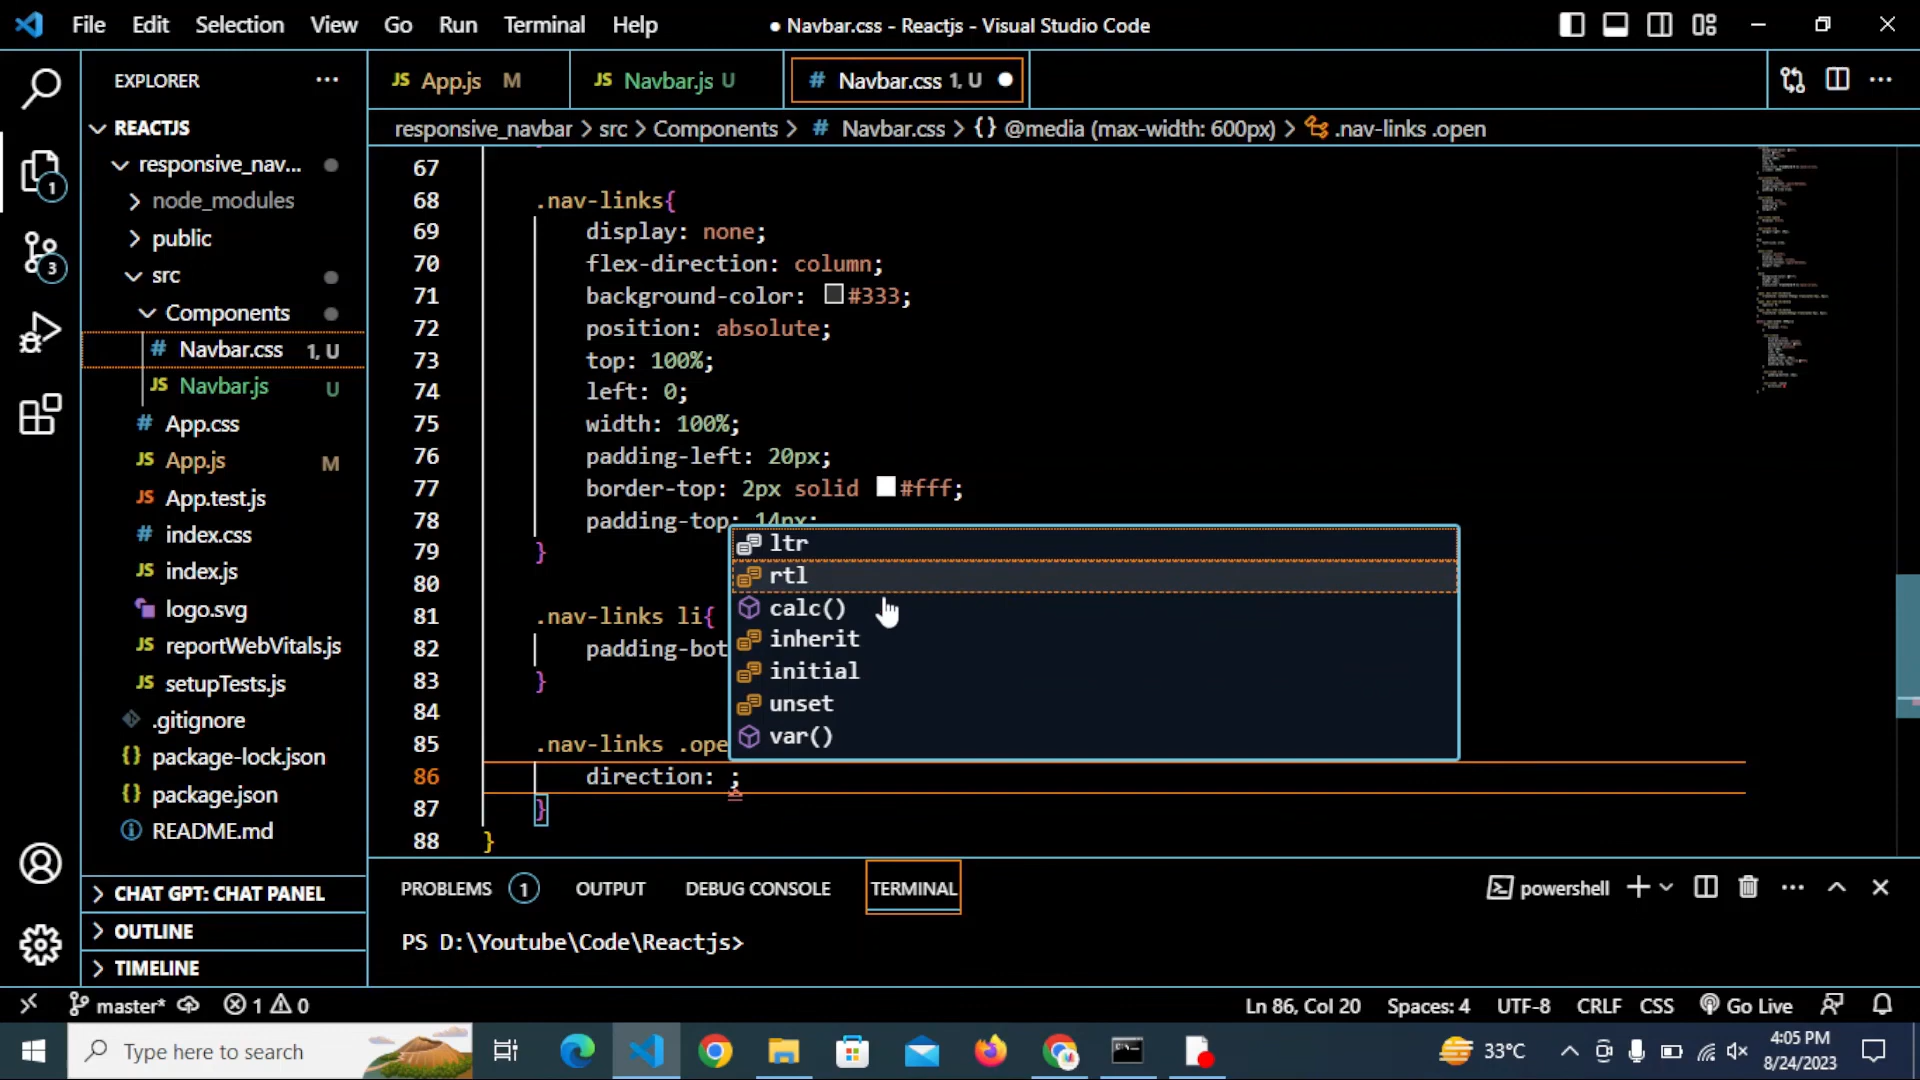 File Edit Selection View Go Run Terminal Help
● Navbar.css - Reactjs - Visual Studio Code
EXPLORER
REACTJS
responsive_nav...
node_modules
public
src
Components
# Navbar.css 1, U
JS Navbar.js U
# App.css
JS App.js M
JS App.test.js
# index.css
JS index.js
logo.svg
JS reportWebVitals.js
JS setupTests.js
.gitignore
{} package-lock.json
{} package.json
README.md
CHAT GPT: CHAT PANEL
OUTLINE
TIMELINE
1
3
JS App.js M
JS Navbar.js U
# Navbar.css 1, U
responsive_navbar > src > Components > # Navbar.css > {} @media (max-width: 600px) > .nav-links .open
67
68 .nav-links{
69 display: none;
70 flex-direction: column;
71 background-color: #333;
72 position: absolute;
73 top: 100%;
74 left: 0;
75 width: 100%;
76 padding-left: 20px;
77 border-top: 2px solid #fff;
78 padding-top: 14px;
79 }
80
81 .nav-links li{
82 padding-bot
83 }
84
85 .nav-links .ope
86 direction: ;
87 }
88 }
ltr
rtl
calc()
inherit
initial
unset
var()
PROBLEMS 1 OUTPUT DEBUG CONSOLE TERMINAL
powershell
PS D:\Youtube\Code\Reactjs>
master* 1 0
Ln 86, Col 20 Spaces: 4 UTF-8 CRLF CSS Go Live
Type here to search
33°C
4:05 PM
8/24/2023